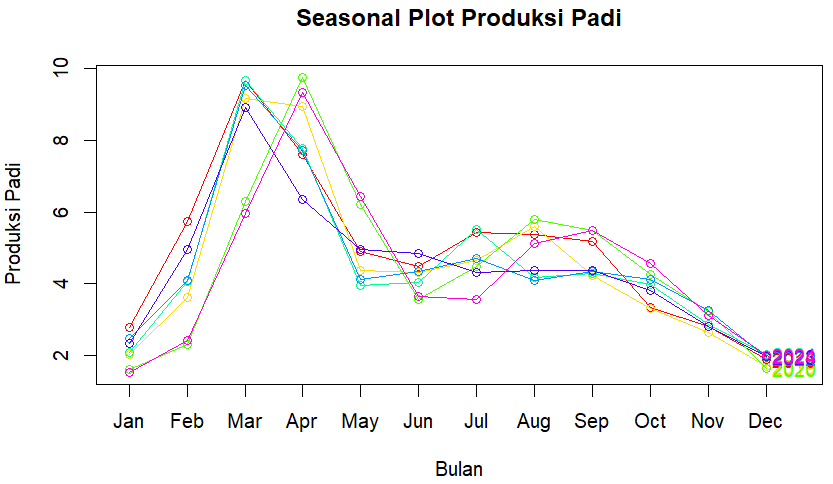 Seasonal Plot Produksi Padi
Produksi Padi
10
8
6
4
2
Jan Feb Mar Apr May Jun Jul Aug Sep Oct Nov Dec
Bulan